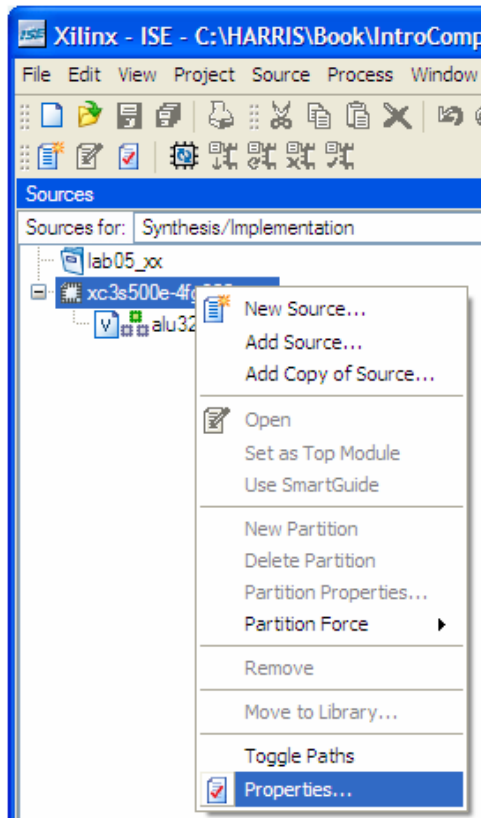 ISE Xilinx - ISE - C:\HARRIS\Book\IntroComp
File Edit View Project Source Process Window
Sources
Sources for: Synthesis/Implementation
lab05_xx
xc3s500e-4fg
V alu32
New Source...
Add Source...
Add Copy of Source...
Open
Set as Top Module
Use SmartGuide
New Partition
Delete Partition
Partition Properties...
Partition Force
Remove
Move to Library...
Toggle Paths
Properties...